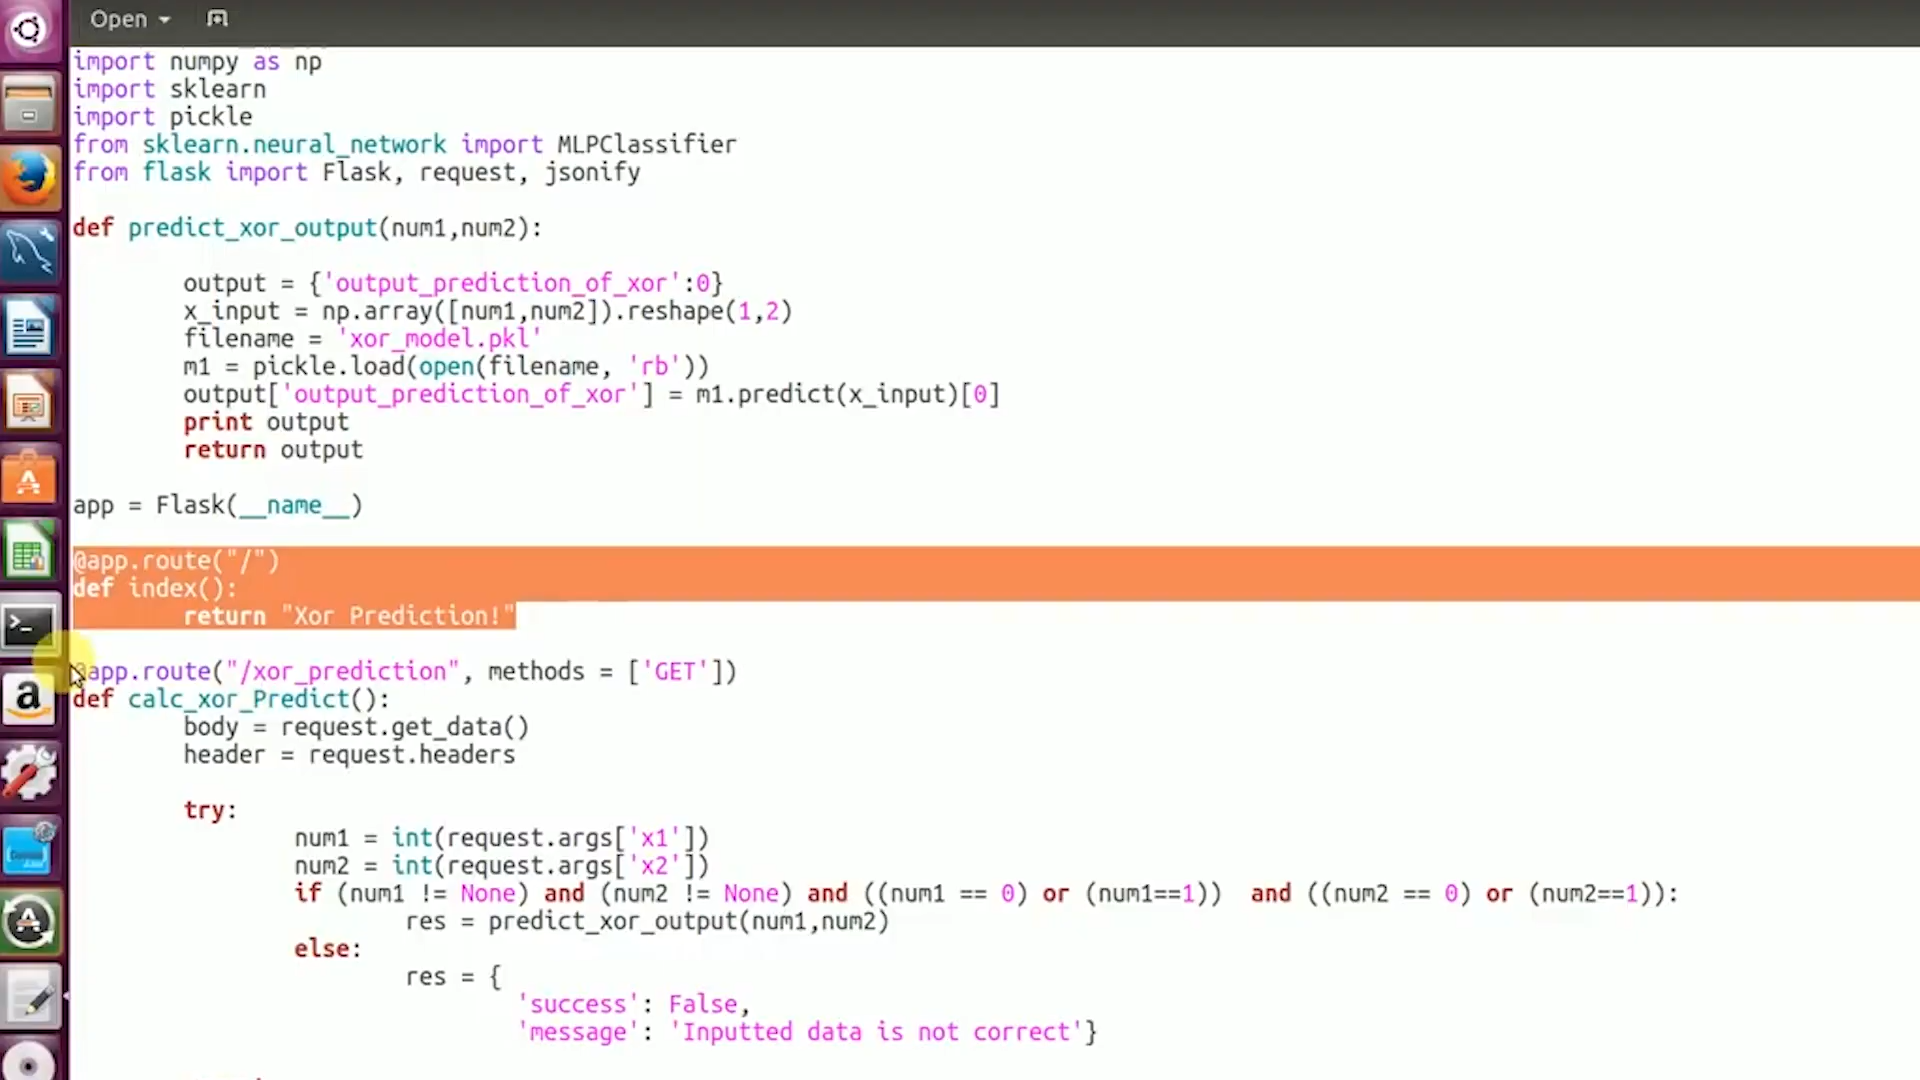 Open
import numpy as np
import sklearn
import pickle
from sklearn.neural_network import MLPClassifier
from flask import Flask, request, jsonify
def predict_xor_output(num1,num2):
output = {'output_prediction_of_xor':0}
x_input = np.array([num1,num2]).reshape(1,2)
filename = 'xor_model.pkl'
m1 = pickle.load(open(filename, 'rb'))
output['output_prediction_of_xor'] = m1.predict(x_input)[0]
print output
return output
app = Flask(__name__)
@app.route("/")
def index():
return "Xor Prediction!"
@app.route("/xor_prediction", methods = ['GET'])
def calc_xor_Predict():
body = request.get_data()
header = request.headers
try:
num1 = int(request.args['x1'])
num2 = int(request.args['x2'])
if (num1 != None) and (num2 != None) and ((num1 == 0) or (num1==1))  and ((num2 == 0) or (num2==1)):
res = predict_xor_output(num1,num2)
else:
res = {
'success': False,
'message': 'Inputted data is not correct'}